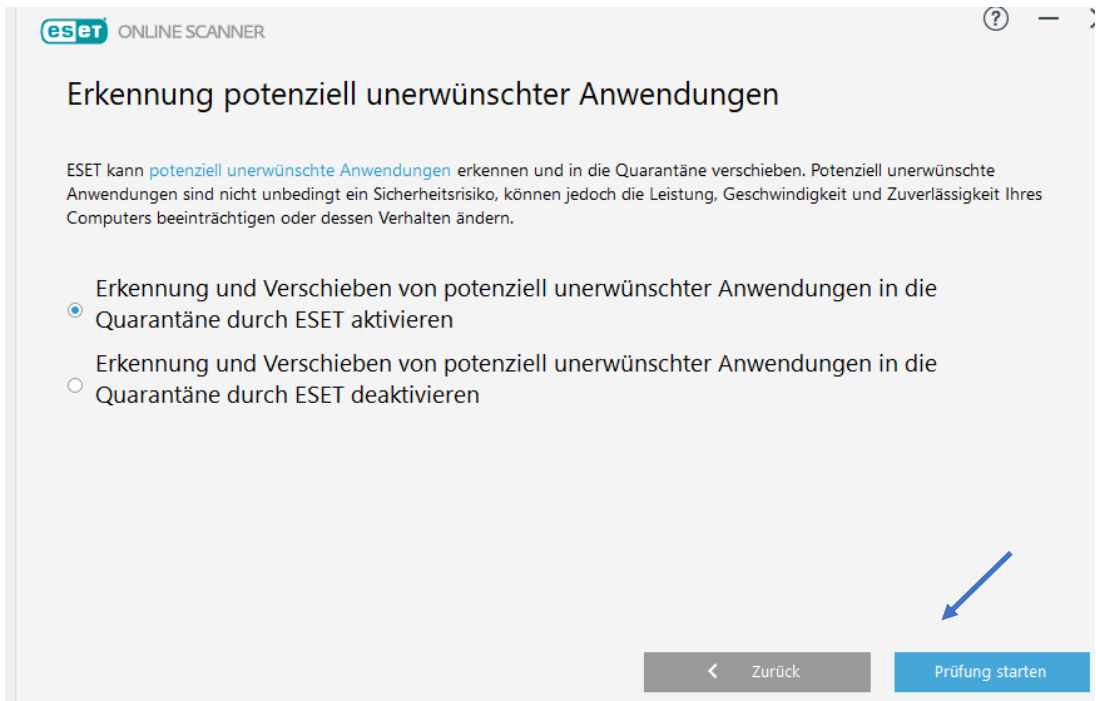 eseT ONLINE SCANNER
Erkennung potenziell unerwünschter Anwendungen
ESET kann potenziell unerwünschte Anwendungen erkennen und in die Quarantäne verschieben. Potenziell unerwünschte
Anwendungen sind nicht unbedingt ein Sicherheitsrisiko, können jedoch die Leistung, Geschwindigkeit und Zuverlässigkeit Ihres
Computers beeinträchtigen oder dessen Verhalten ändern.
Erkennung und Verschieben von potenziell unerwünschter Anwendungen in die
Quarantäne durch ESET aktivieren
Erkennung und Verschieben von potenziell unerwünschter Anwendungen in die
Quarantäne durch ESET deaktivieren
Zurück
Prüfung starten